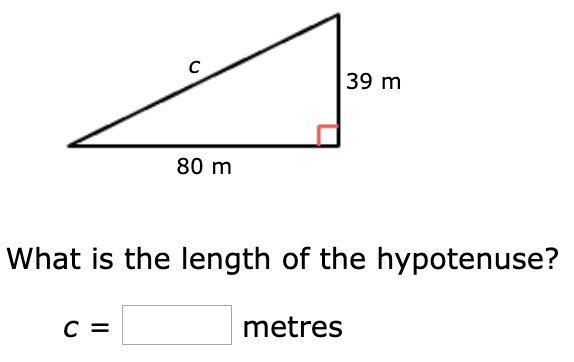 c
39 m
80 m
What is the length of the hypotenuse?
c = metres